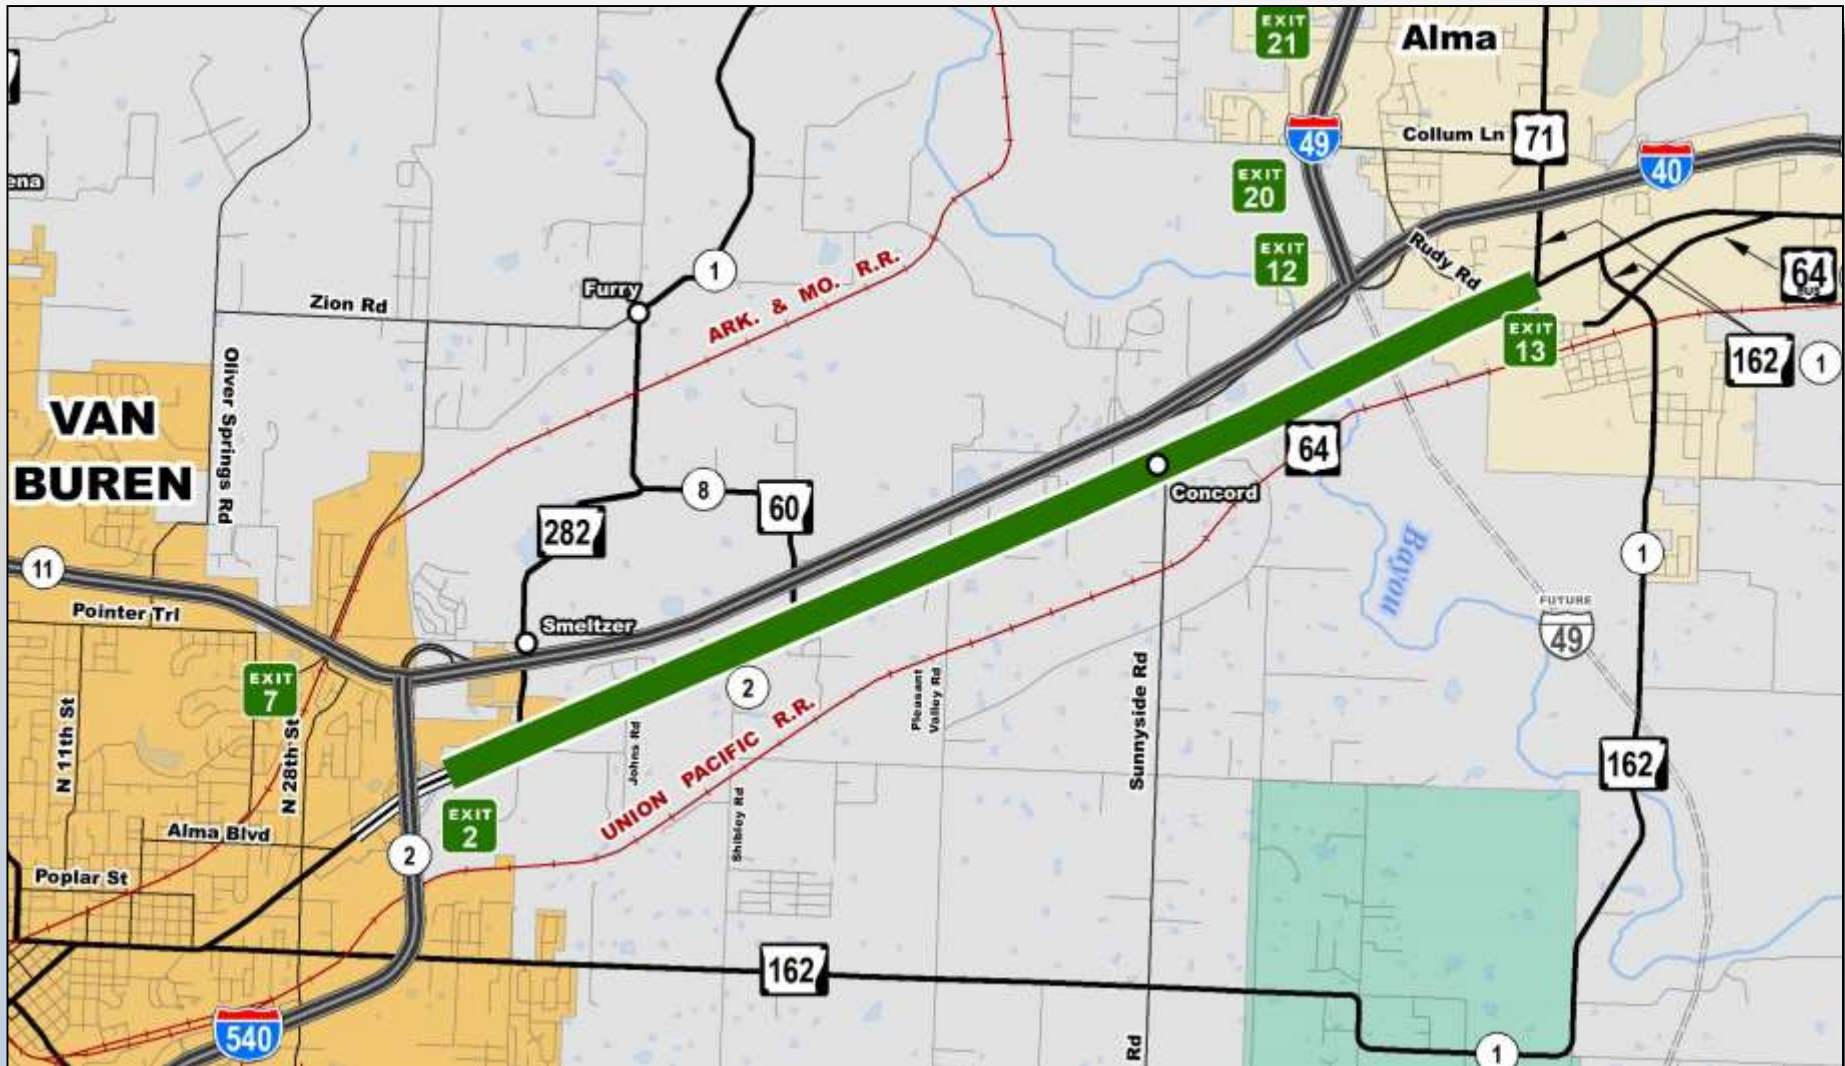 EXIT
21
Alma
49
Collum Ln
71
40
EXIT
20
EXIT
12
Rudy Rd
64
BUS
ena
Furry
1
ARK. & MO. R.R.
Zion Rd
Oliver Springs Rd
EXIT
13
162
1
VAN
BUREN
64
Concord
8
60
282
Bayou
1
11
Pointer Trl
Smeltzer
FUTURE
49
EXIT
7
2
Pleasant
Valley Rd
Sunnyside Rd
N 11th St
N 28th St
Johns Rd
UNION PACIFIC R.R.
162
Alma Blvd
EXIT
2
Shibley Rd
2
Poplar St
162
540
Rd
1